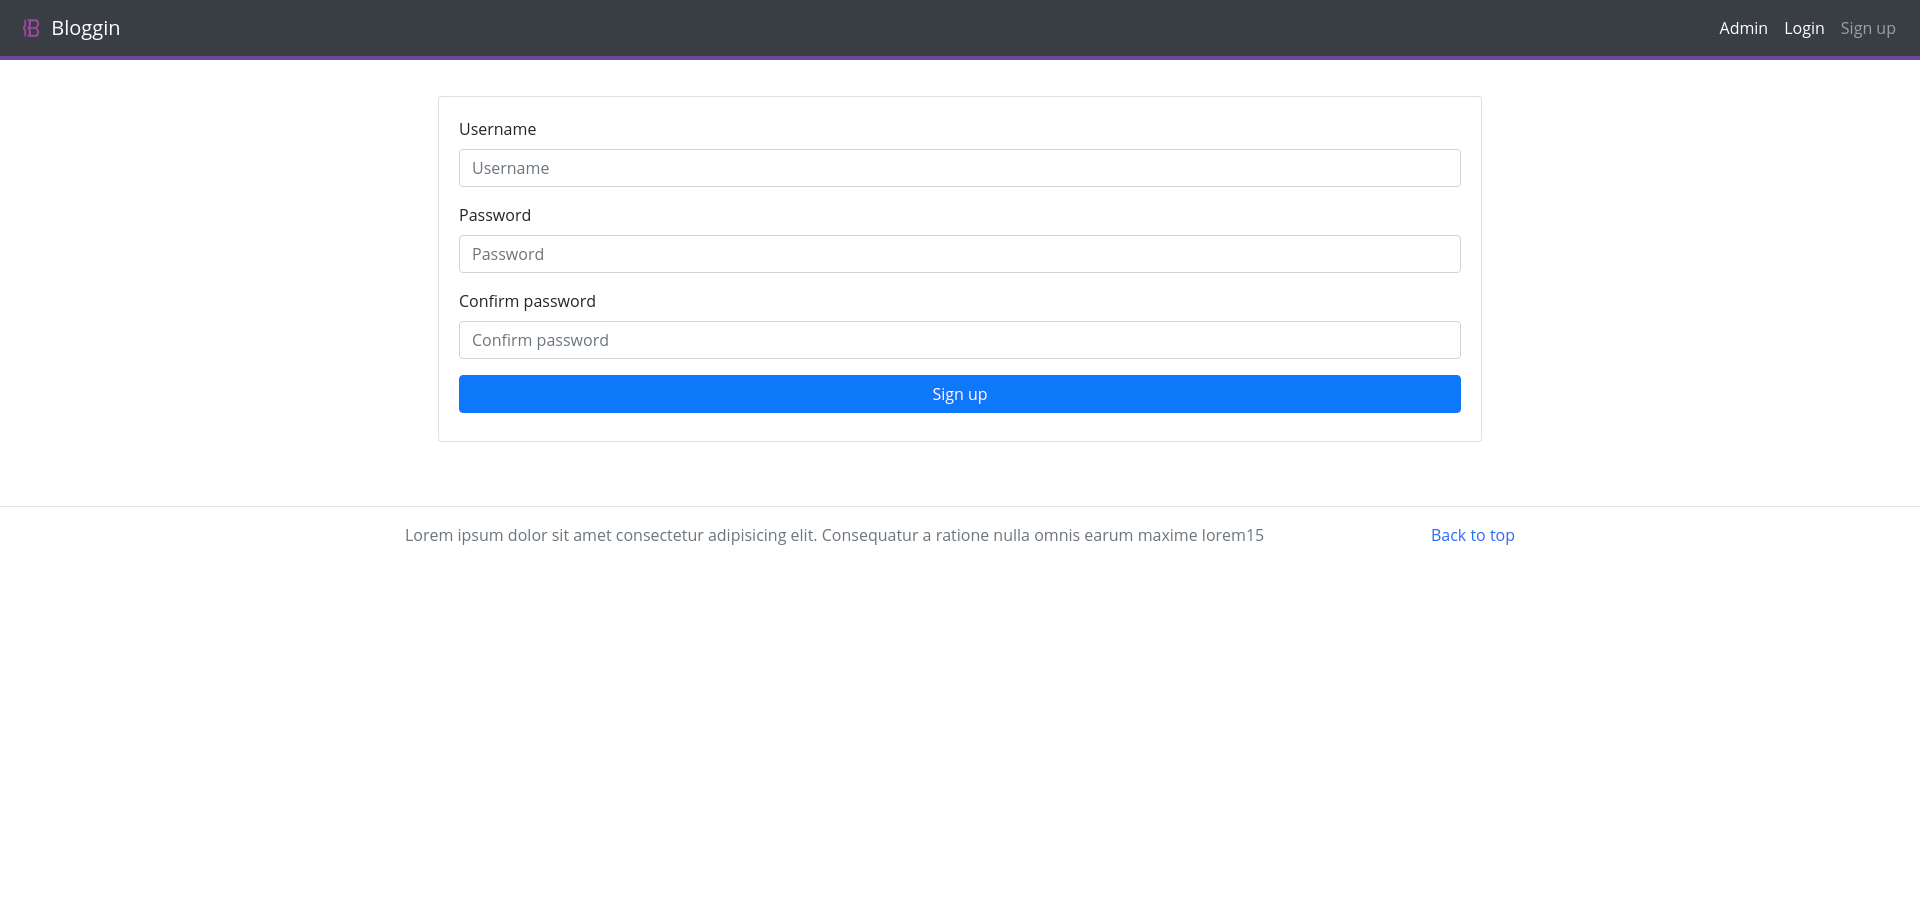 Bloggin
Admin Login Sign up
Username
Username
Password
Password
Confirm password
Confirm password
Sign up
Lorem ipsum dolor sit amet consectetur adipisicing elit. Consequatur a ratione nulla omnis earum maxime lorem15
Back to top